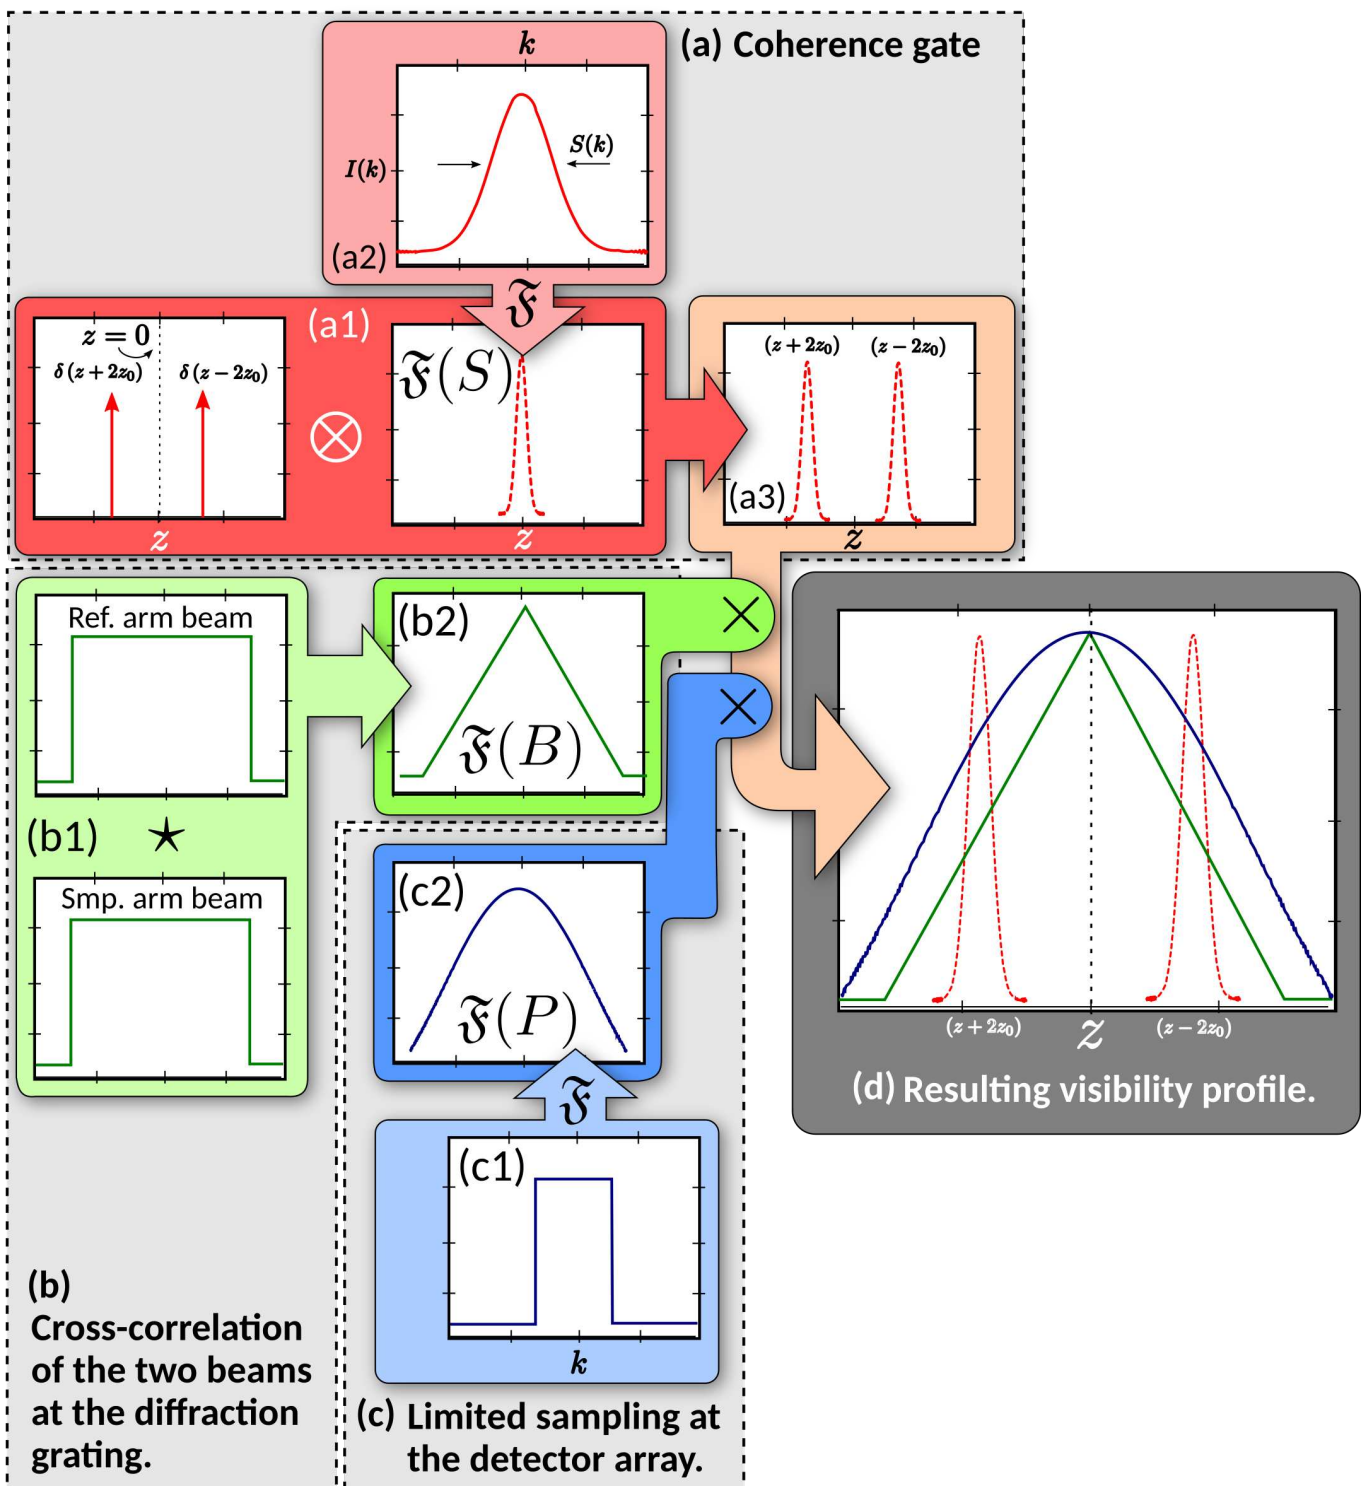 (a) Coherence gate
k
I(k)
S(k)
(a2)
𝔉
(a1)
z = 0
δ(z + 2z₀)
δ(z − 2z₀)
z
⊗
𝔉(S)
z
(z + 2z₀)
(z − 2z₀)
(a3)
z
Ref. arm beam
(b1) ★
Smp. arm beam
(b2)
𝔉(B)
×
×
(c2)
𝔉(P)
𝔉
(c1)
k
(b)
Cross-correlation
of the two beams
at the diffraction
grating.
(c) Limited sampling at
the detector array.
(z + 2z₀)
z
(z − 2z₀)
(d) Resulting visibility profile.